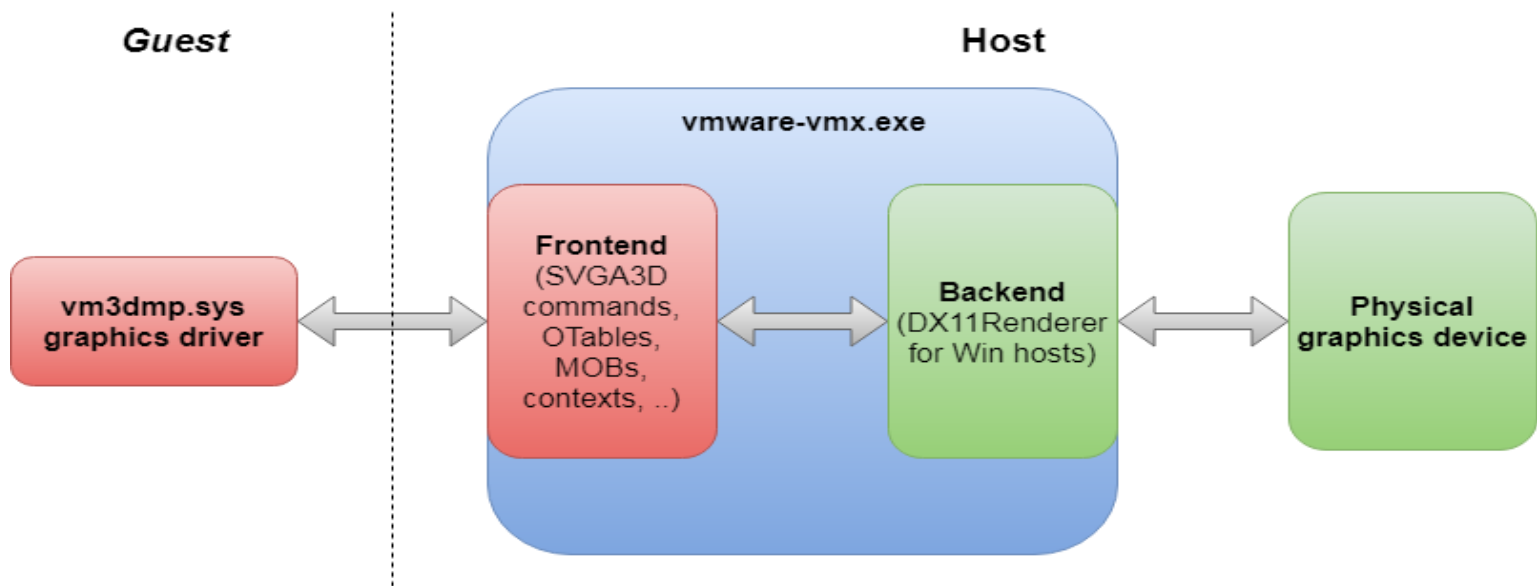 Guest
Host
vmware-vmx.exe
vm3dmp.sys
graphics driver
Frontend
(SVGA3D
commands,
OTables,
MOBs,
contexts, ..)
Backend
(DX11Renderer
for Win hosts)
Physical
graphics device